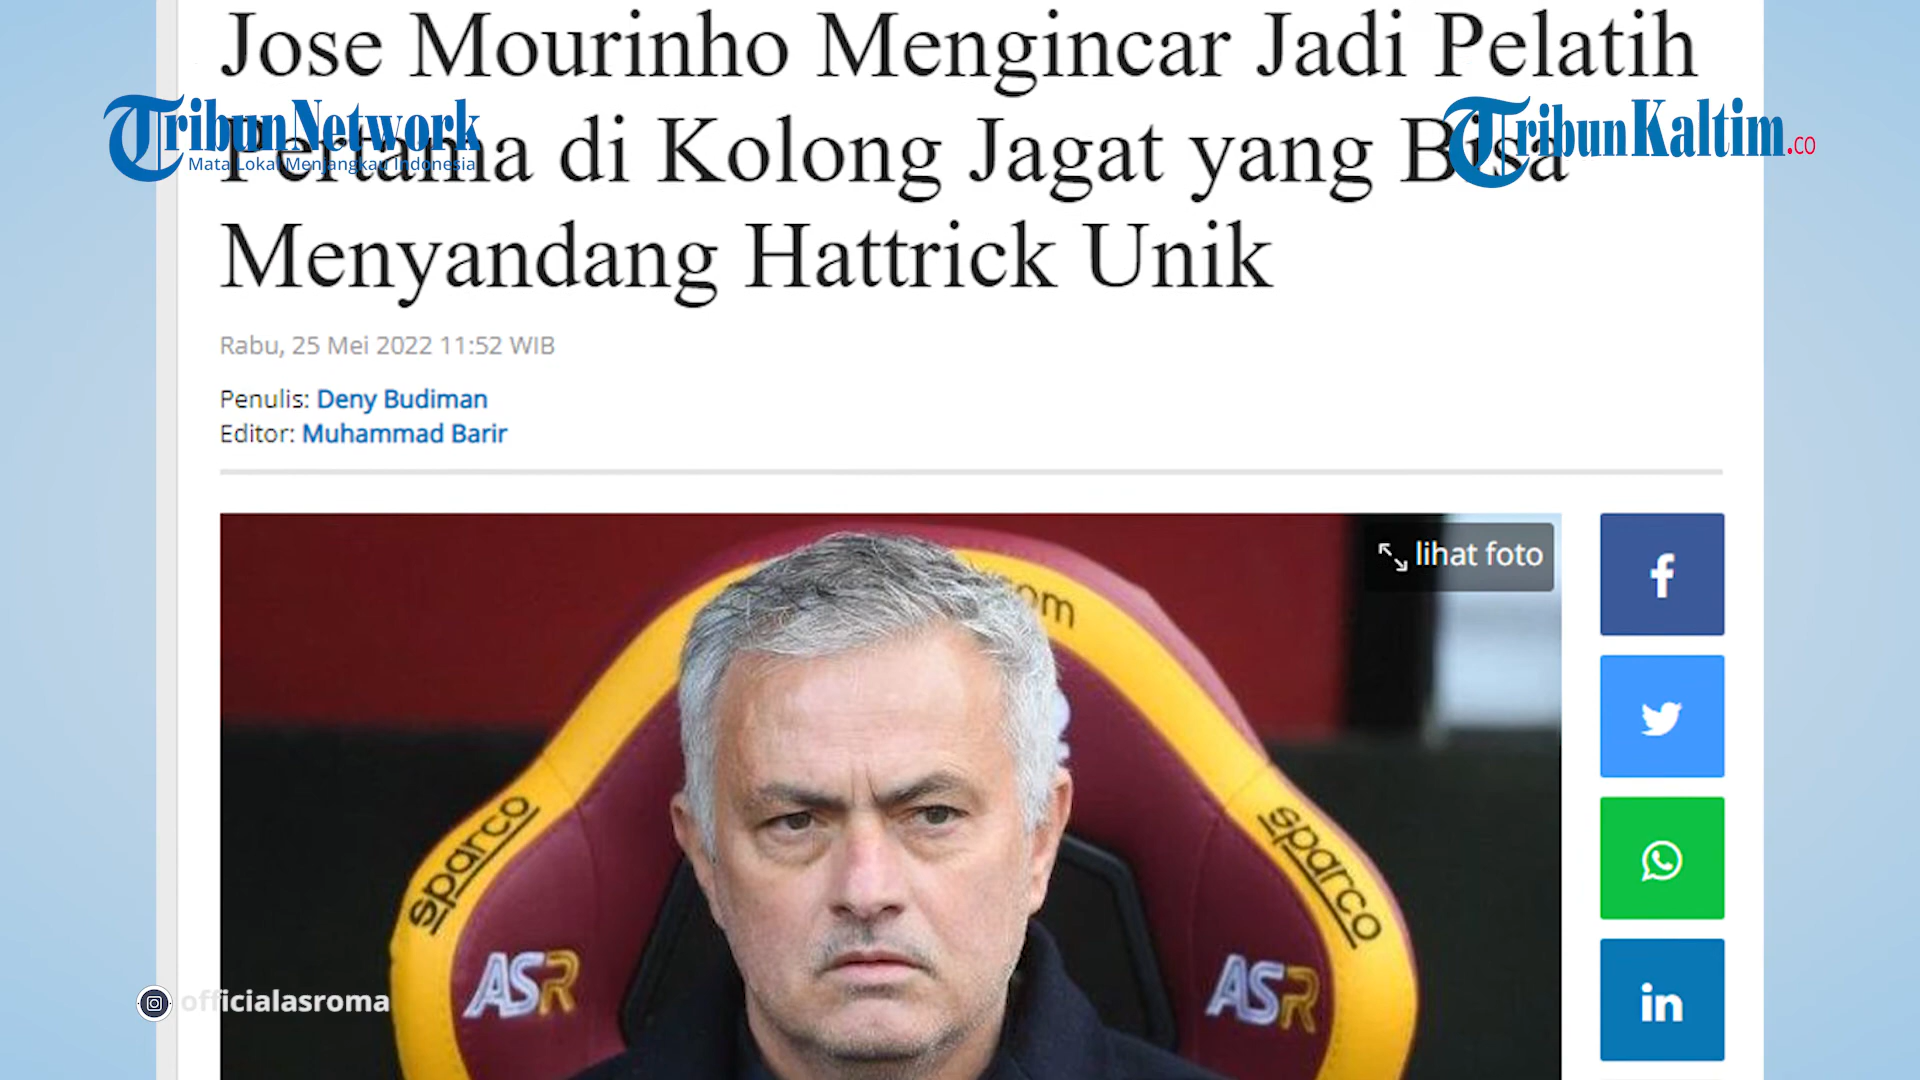 Jose Mourinho Mengincar Jadi Pelatih
Pertama di Kolong Jagat yang Bisa
Menyandang Hattrick Unik
TribunNetwork
Mata Lokal Menjangkau Indonesia
TribunKaltim.co
Rabu, 25 Mei 2022 11:52 WIB
Penulis: Deny Budiman
Editor: Muhammad Barir
lihat foto
om
sparco
sparco
ASR
ASR
officialasroma
f
in